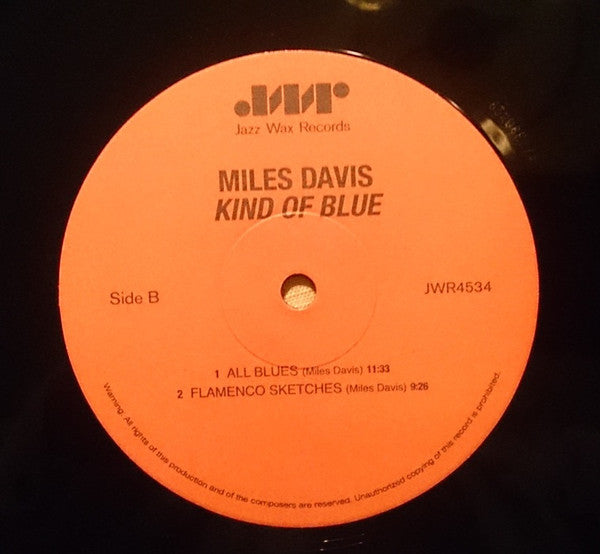 JWR
Jazz Wax Records
MILES DAVIS
KIND OF BLUE
Side B
JWR4534
1 ALL BLUES (Miles Davis) 11:33
2 FLAMENCO SKETCHES (Miles Davis) 9:26
Warning: All rights of this production and of the composers are reserved. Unauthorized copying of this record is prohibited.